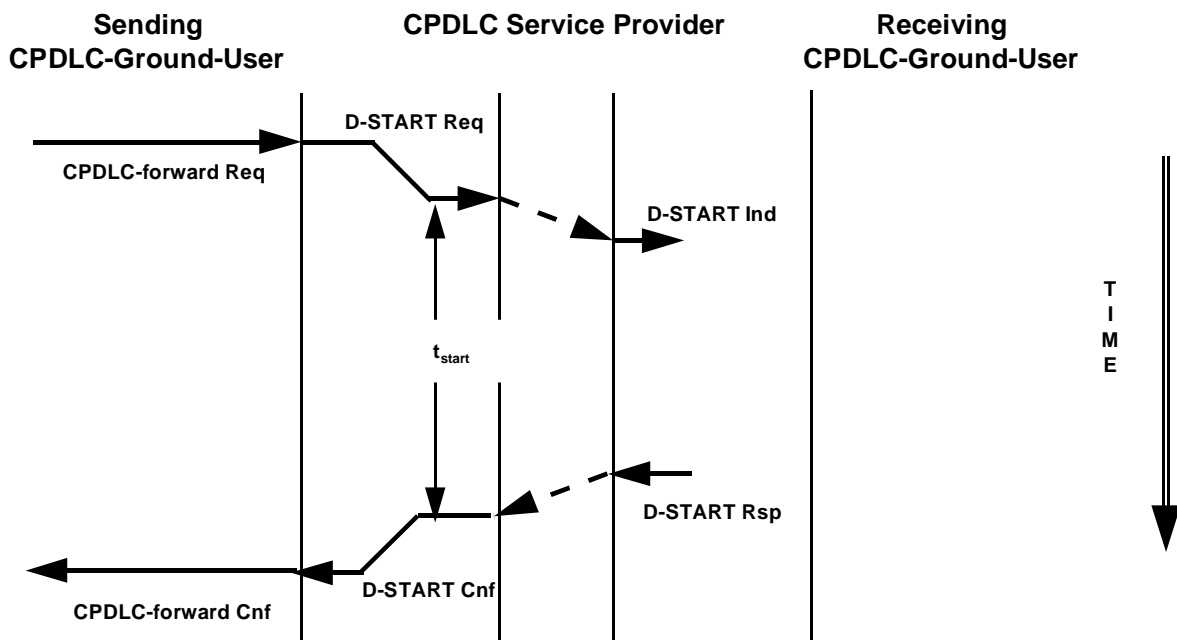 Sending
CPDLC-Ground-User
CPDLC Service Provider
Receiving
CPDLC-Ground-User
D-START Req
CPDLC-forward Req
D-START Ind
T
I
M
E
tstart
D-START Rsp
D-START Cnf
CPDLC-forward Cnf